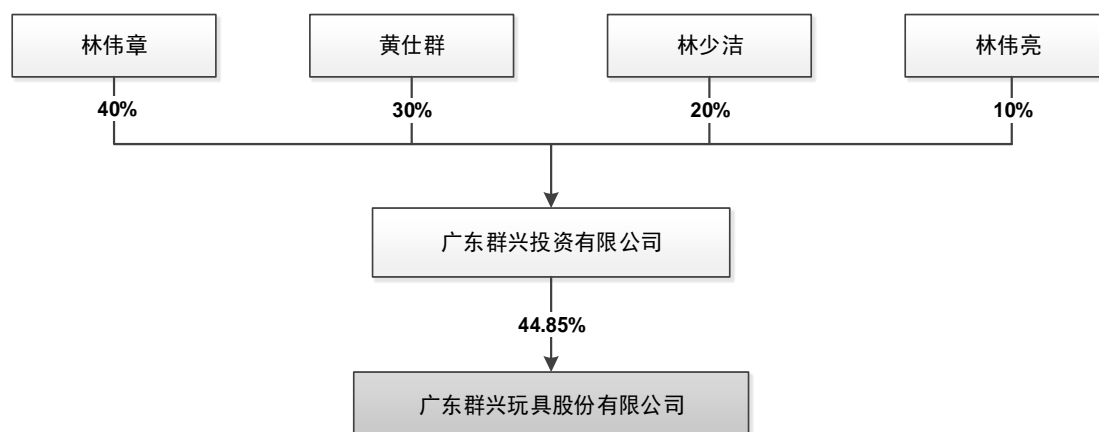 林伟章
黄仕群
林少洁
林伟亮
40%
30%
20%
10%
广东群兴投资有限公司
44.85%
广东群兴玩具股份有限公司